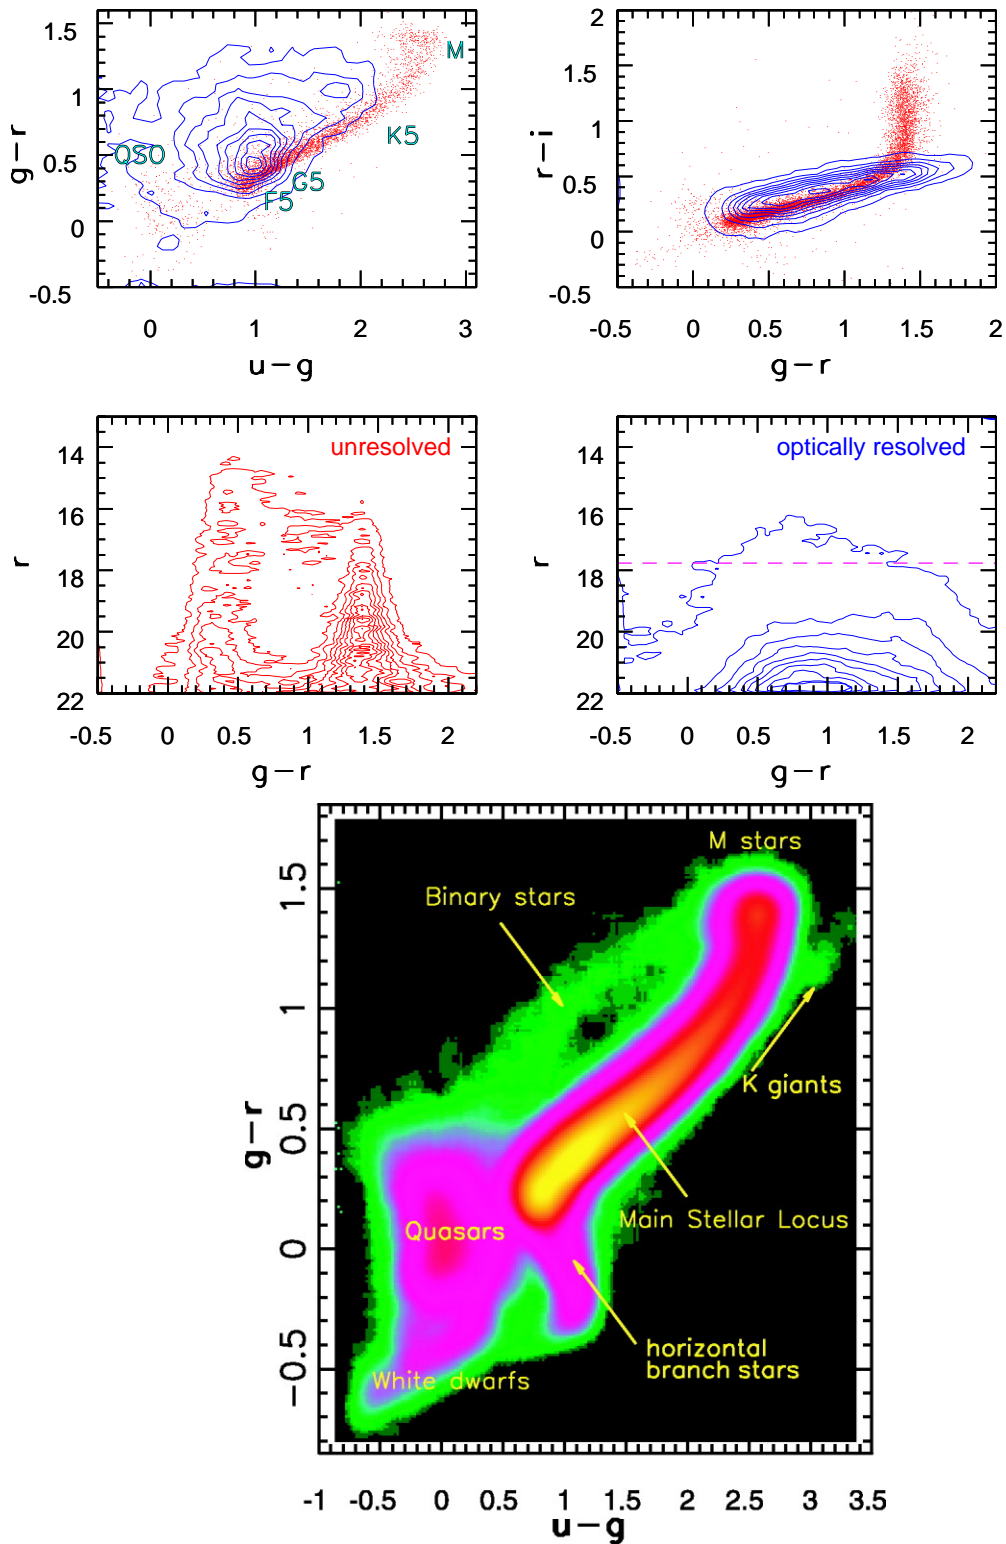 1.5
1
0.5
0
-0.5
g-r
M
K5
QSO
G5
F5
0
1
2
3
u-g
2
1.5
1
0.5
0
-0.5
r-i
-0.5
0
0.5
1
1.5
2
g-r
14
16
18
20
22
r
unresolved
-0.5
0
0.5
1
1.5
2
g-r
14
16
18
20
22
r
optically resolved
-0.5
0
0.5
1
1.5
2
g-r
1.5
1
0.5
0
-0.5
g-r
M stars
Binary stars
K giants
Main Stellar Locus
Quasars
horizontal
branch stars
White dwarfs
-1
-0.5
0
0.5
1
1.5
2
2.5
3
3.5
u-g